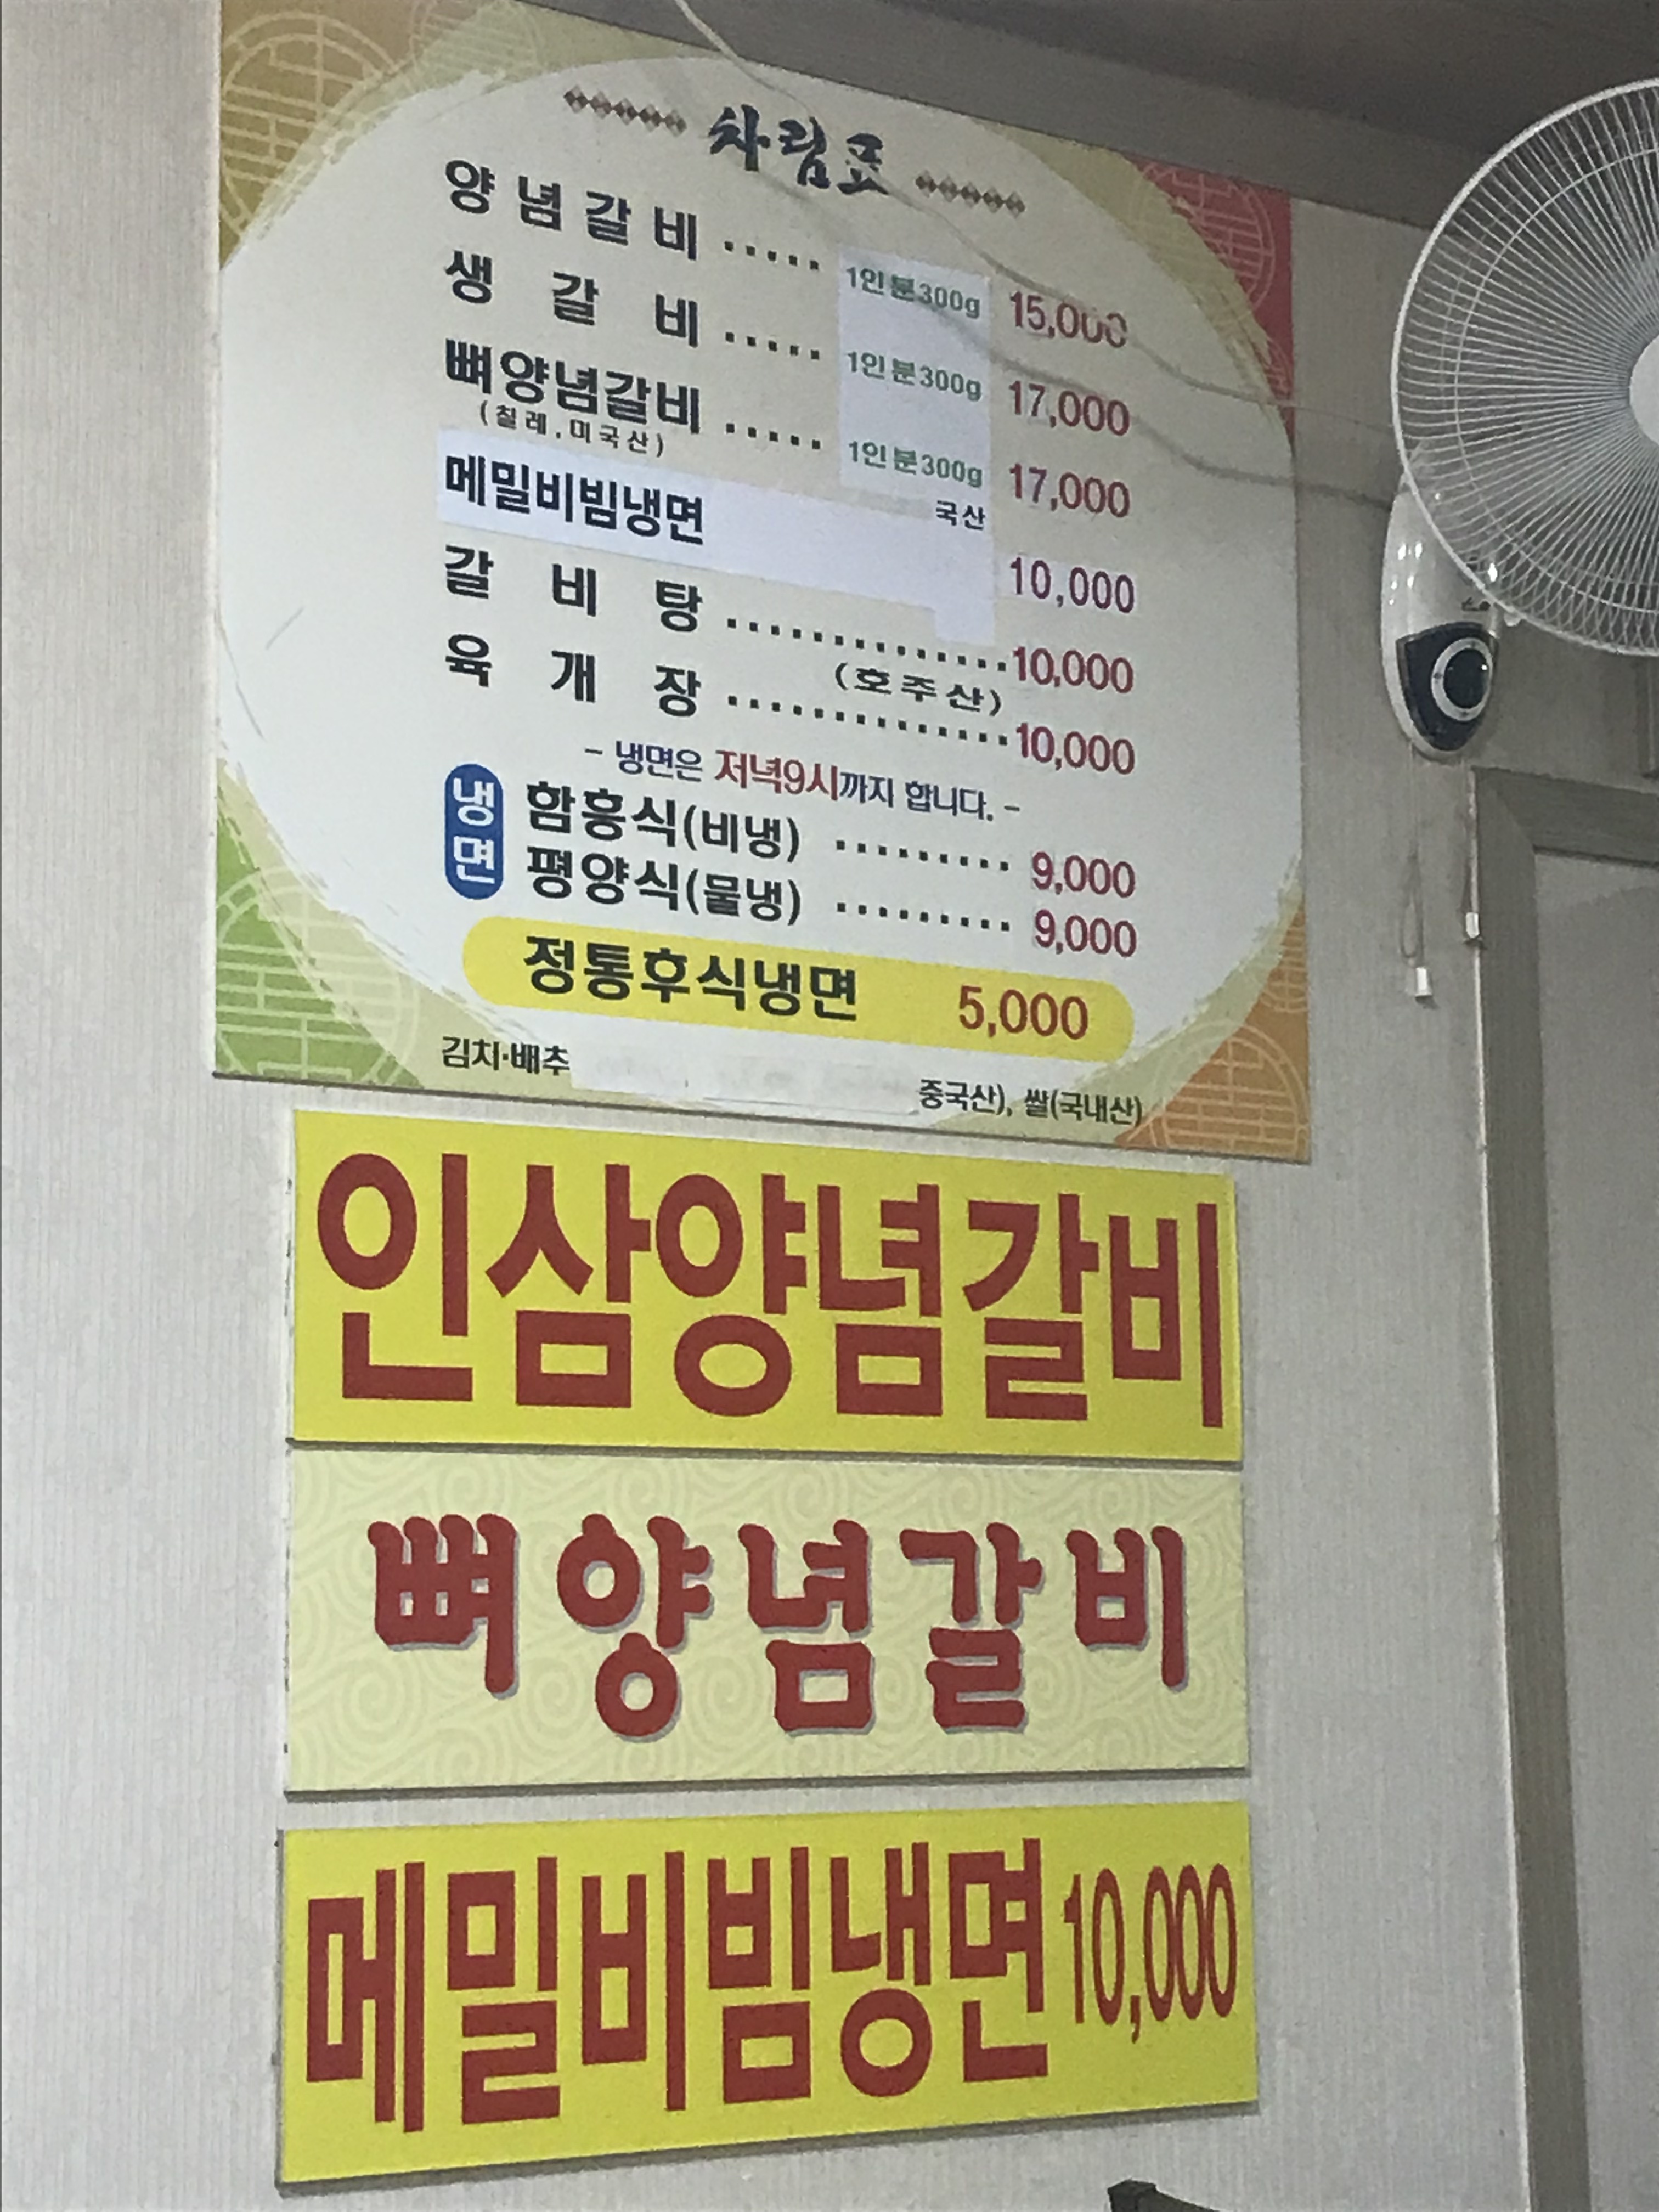 차림표
양념갈비 ..... 1인분300g 15,000
생갈비 ..... 1인분300g 17,000
뼈양념갈비 ..... 1인분300g 17,000
(칠레,미국산)
국산
메밀비빔냉면 10,000
갈비탕 ............. 10,000
(호주산)
육개장 ............. 10,000
- 냉면은 저녁9시까지 합니다. -
냉면
함흥식(비냉) ......... 9,000
평양식(물냉) ......... 9,000
정통후식냉면 5,000
김치·배추 중국산), 쌀(국내산)
인삼양념갈비
뼈양념갈비
메밀비빔냉면 10,000